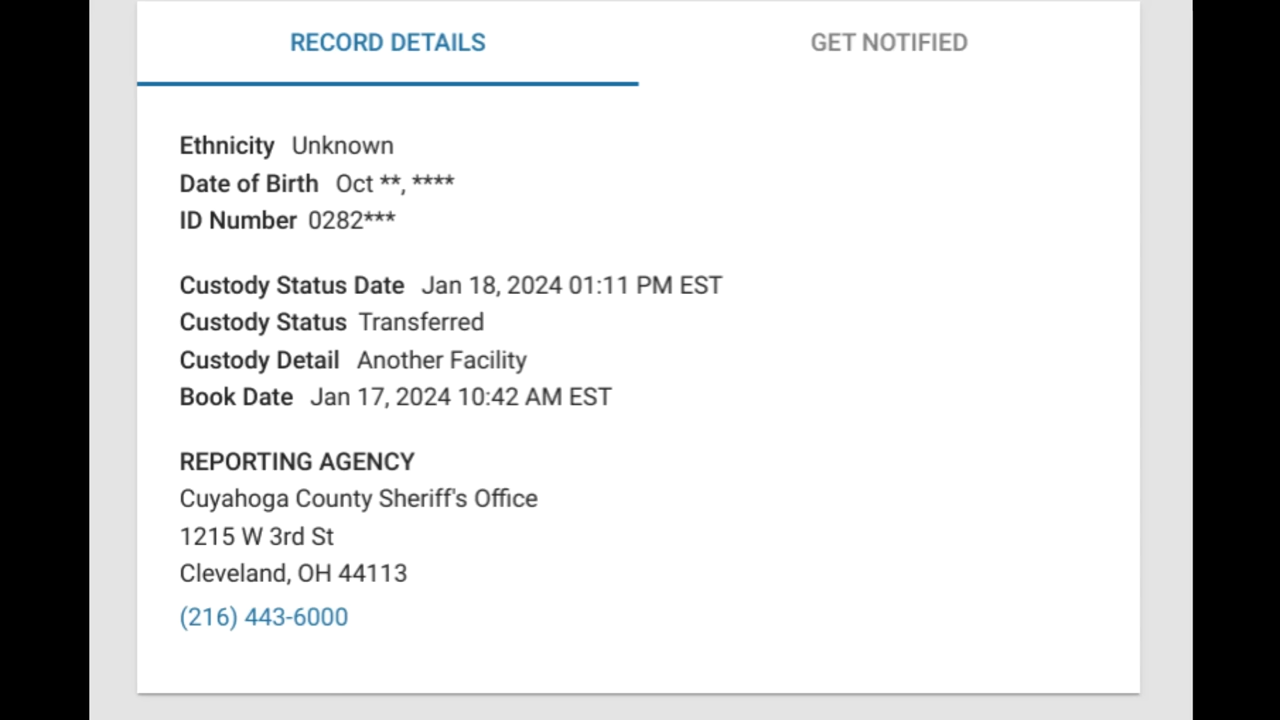 RECORD DETAILS
GET NOTIFIED
Ethnicity Unknown
Date of Birth Oct **, ****
ID Number 0282***
Custody Status Date Jan 18, 2024 01:11 PM EST
Custody Status Transferred
Custody Detail Another Facility
Book Date Jan 17, 2024 10:42 AM EST
REPORTING AGENCY
Cuyahoga County Sheriff's Office
1215 W 3rd St
Cleveland, OH 44113
(216) 443-6000